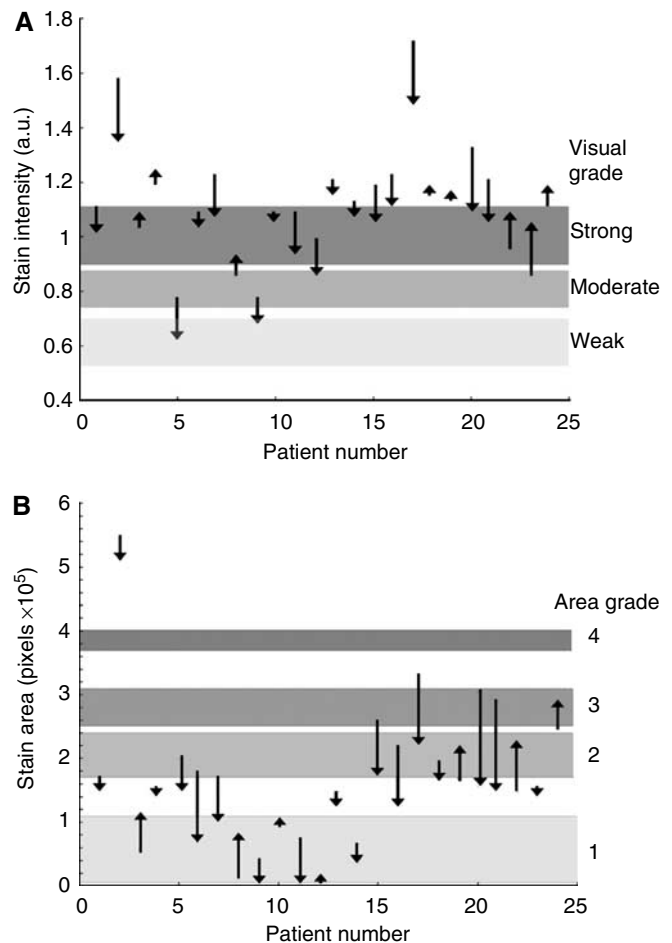 A
Stain intensity (a.u.)
1.8
1.6
1.4
1.2
1
0.8
0.6
0.4
0 5 10 15 20 25
Patient number
Visual grade
Strong
Moderate
Weak
B
Stain area (pixels ×10⁵)
6
5
4
3
2
1
0
0 5 10 15 20 25
Patient number
Area grade
4
3
2
1